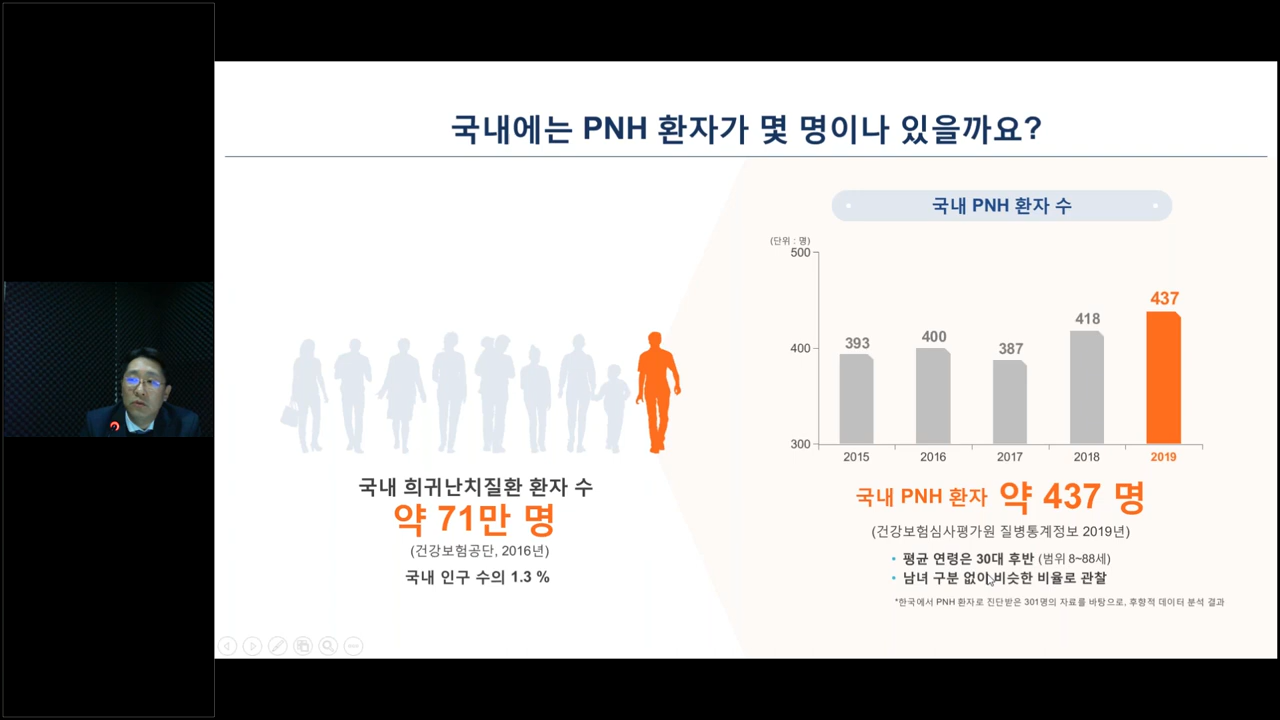 국내에는 PNH 환자가 몇 명이나 있을까요?
국내 희귀난치질환 환자 수
약 71만 명
(건강보험공단, 2016년)
국내 인구 수의 1.3 %
국내 PNH 환자 수
(단위 : 명)
500
400
300
393
400
387
418
437
2015
2016
2017
2018
2019
국내 PNH 환자 약 437 명
(건강보험심사평가원 질병통계정보 2019년)
• 평균 연령은 30대 후반 (범위 8~88세)
• 남녀 구분 없이 비슷한 비율로 관찰
*한국에서 PNH 환자로 진단받은 301명의 자료를 바탕으로, 후향적 데이터 분석 결과